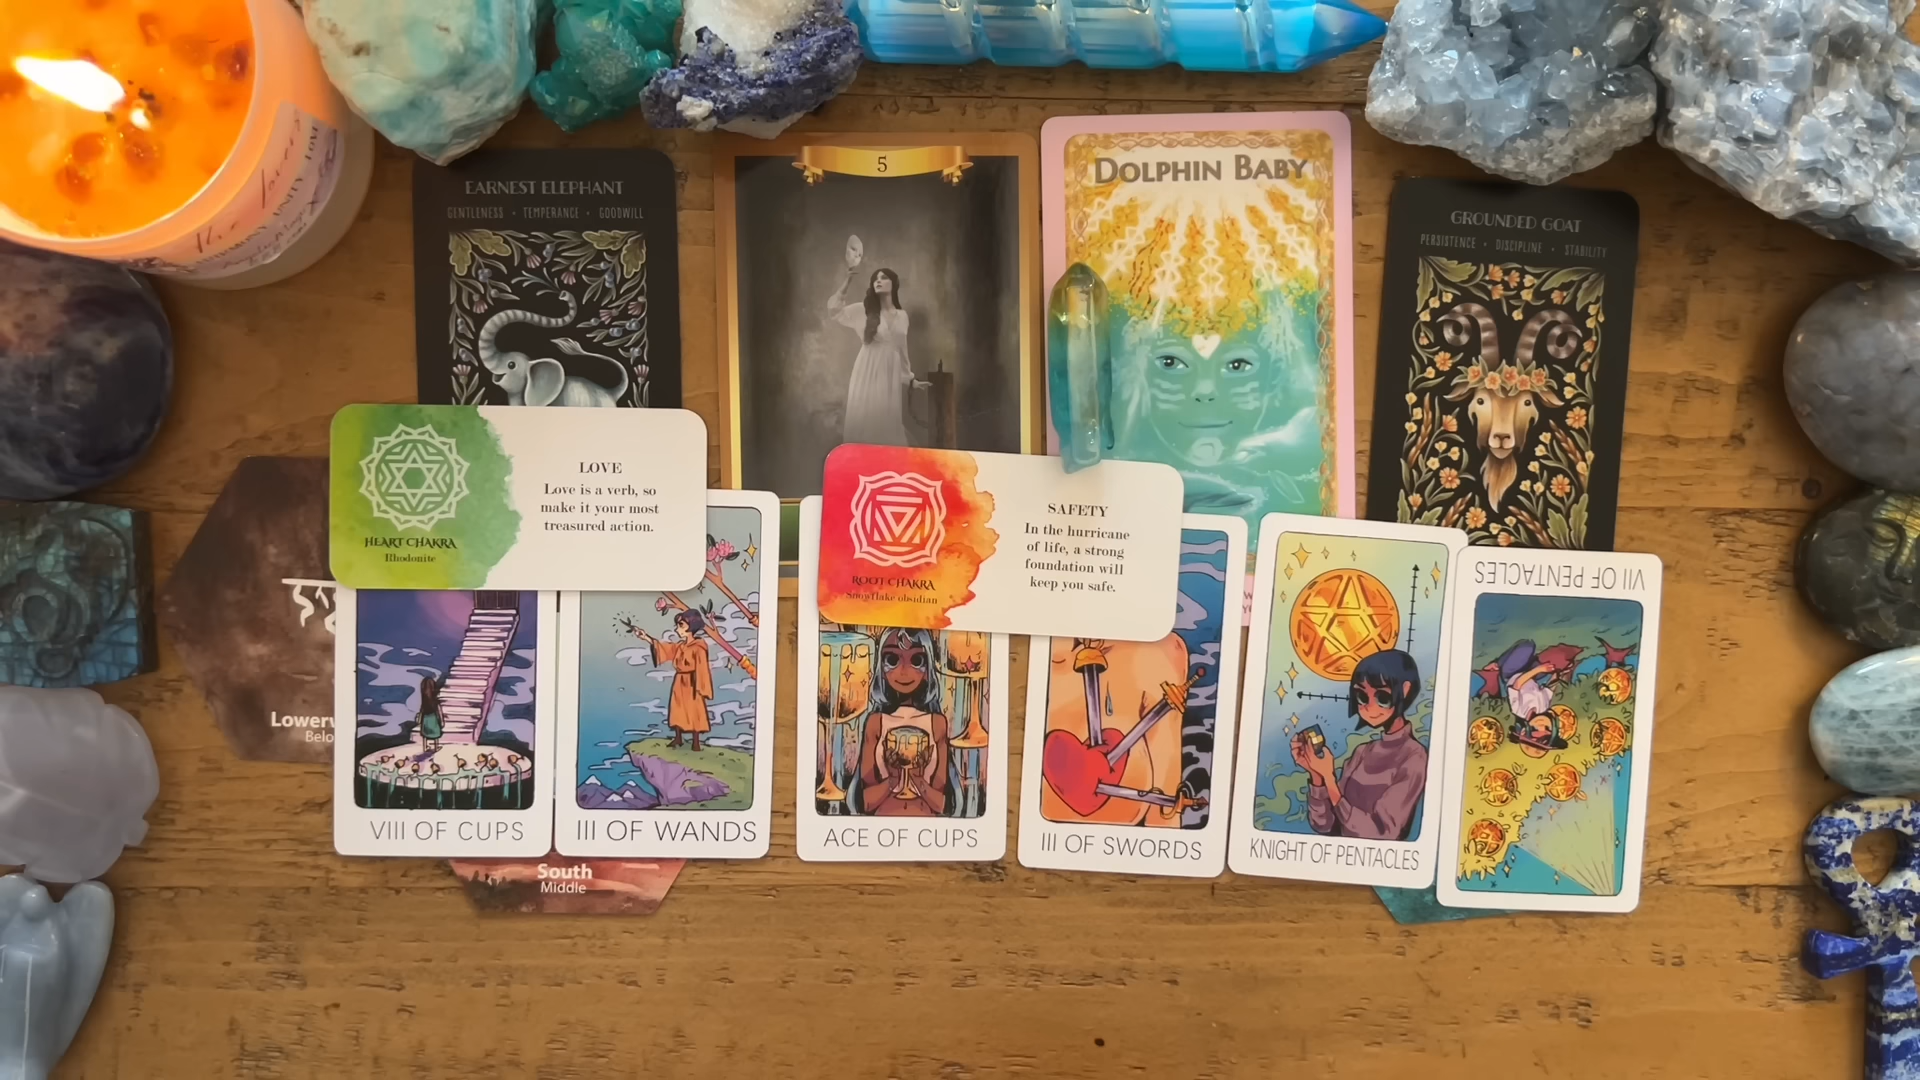 EARNEST ELEPHANT
GENTLENESS • TEMPERANCE • GOODWILL
5
DOLPHIN BABY
GROUNDED GOAT
PERSISTENCE • DISCIPLINE • STABILITY
HEART CHAKRA
Rhodonite
LOVE
Love is a verb, so
make it your most
treasured action.
ROOT CHAKRA
Snowflake obsidian
SAFETY
In the hurricane
of life, a strong
foundation will
keep you safe.
VII OF PENTACLES
VIII OF CUPS
III OF WANDS
ACE OF CUPS
III OF SWORDS
KNIGHT OF PENTACLES
South
Middle